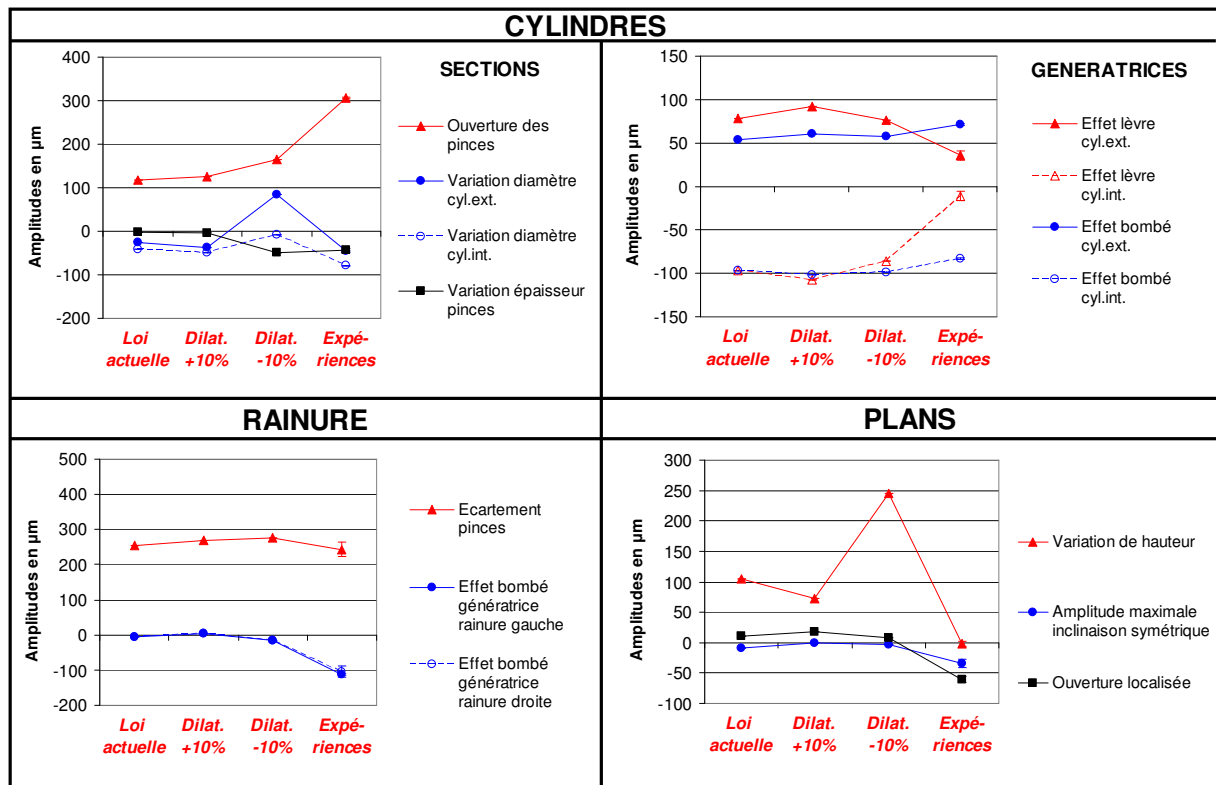 CYLINDRES
Amplitudes en µm
400
300
200
100
0
-100
-200
Loi
actuelle
Dilat.
+10%
Dilat.
-10%
Expé-
riences
SECTIONS
Ouverture des
pinces
Variation diamètre
cyl.ext.
Variation diamètre
cyl.int.
Variation épaisseur
pinces
Amplitudes en µm
150
100
50
0
-50
-100
-150
Loi
actuelle
Dilat.
+10%
Dilat.
-10%
Expé-
riences
GENERATRICES
Effet lèvre
cyl.ext.
Effet lèvre
cyl.int.
Effet bombé
cyl.ext.
Effet bombé
cyl.int.
RAINURE
Amplitudes en µm
500
400
300
200
100
0
-100
-200
Loi
actuelle
Dilat.
+10%
Dilat.
-10%
Expé-
riences
Ecartement
pinces
Effet bombé
génératrice
rainure gauche
Effet bombé
génératrice
rainure droite
PLANS
Amplitudes en µm
300
250
200
150
100
50
0
-50
-100
Loi
actuelle
Dilat.
+10%
Dilat.
-10%
Expé-
riences
Variation de hauteur
Amplitude maximale
inclinaison symétrique
Ouverture localisée